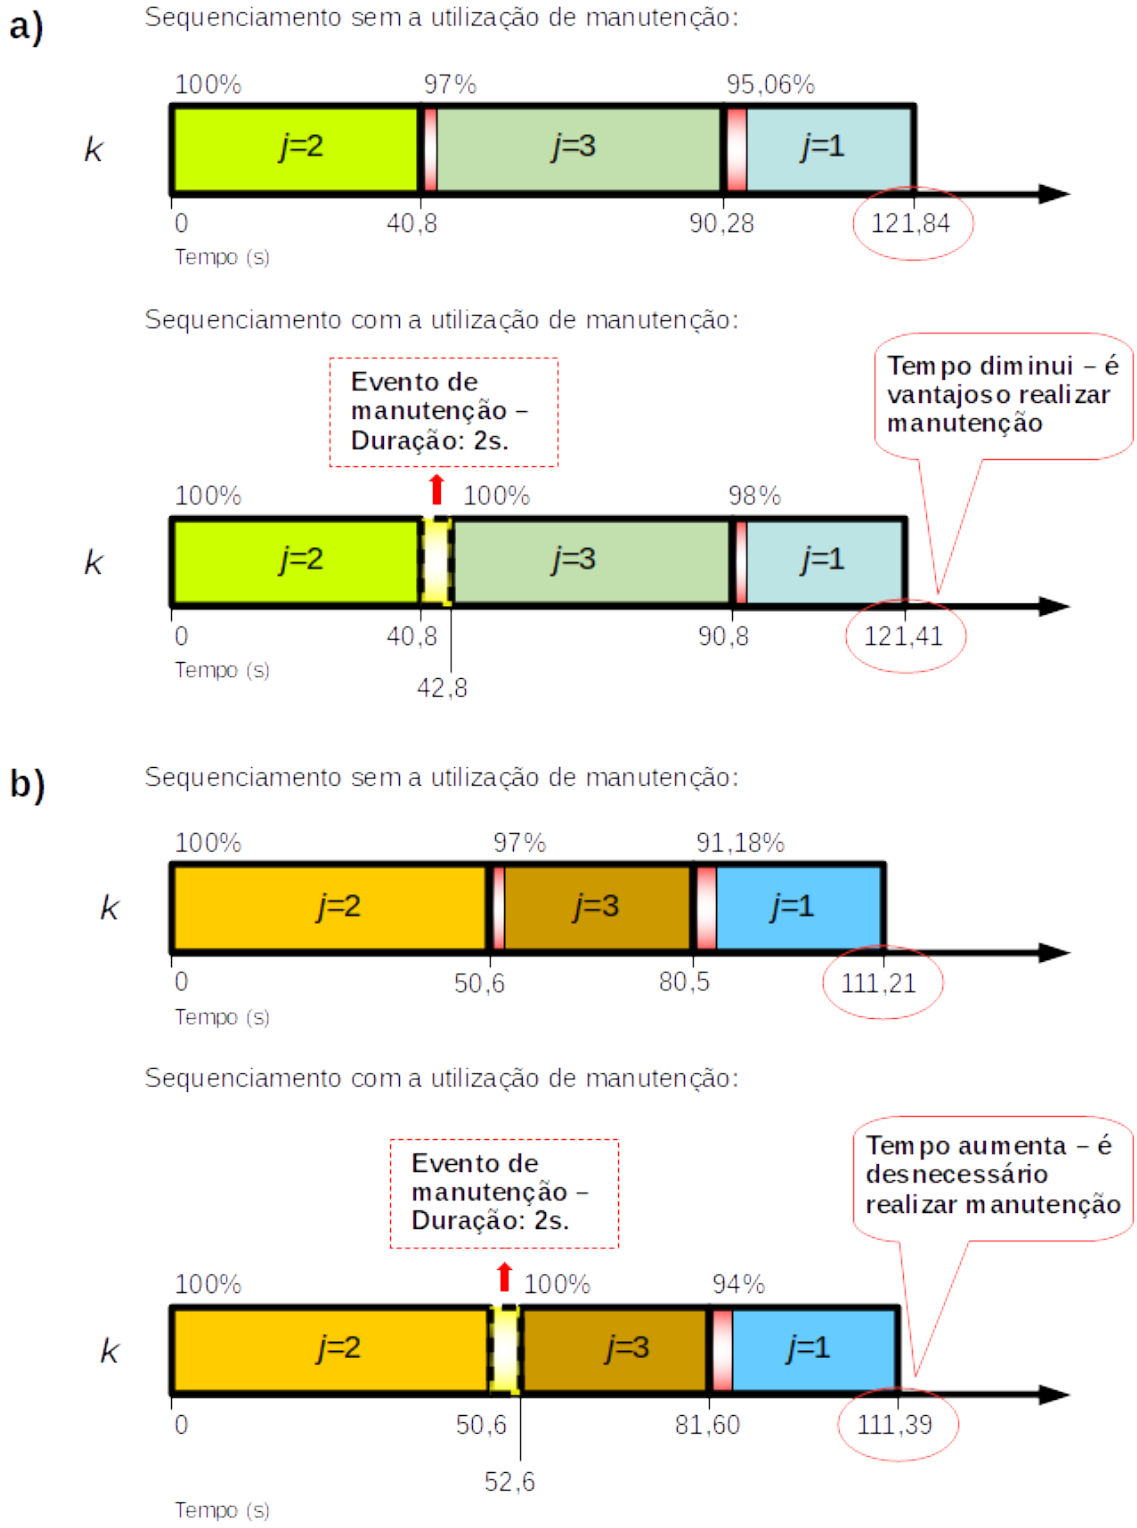 a)
Sequenciamento sem a utilização de manutenção:
100% 97% 95,06%
k j=2 j=3 j=1
0 40,8 90,28 121,84
Tempo (s)
Sequenciamento com a utilização de manutenção:
Evento de
manutenção –
Duração: 2s.
Tempo diminui – é
vantajoso realizar
manutenção
100% 100% 98%
k j=2 j=3 j=1
0 40,8 90,8 121,41
Tempo (s)
42,8
b)
Sequenciamento sem a utilização de manutenção:
100% 97% 91,18%
k j=2 j=3 j=1
0 50,6 80,5 111,21
Tempo (s)
Sequenciamento com a utilização de manutenção:
Evento de
manutenção –
Duração: 2s.
Tempo aumenta – é
desnecessário
realizar manutenção
100% 100% 94%
k j=2 j=3 j=1
0 50,6 81,60 111,39
52,6
Tempo (s)